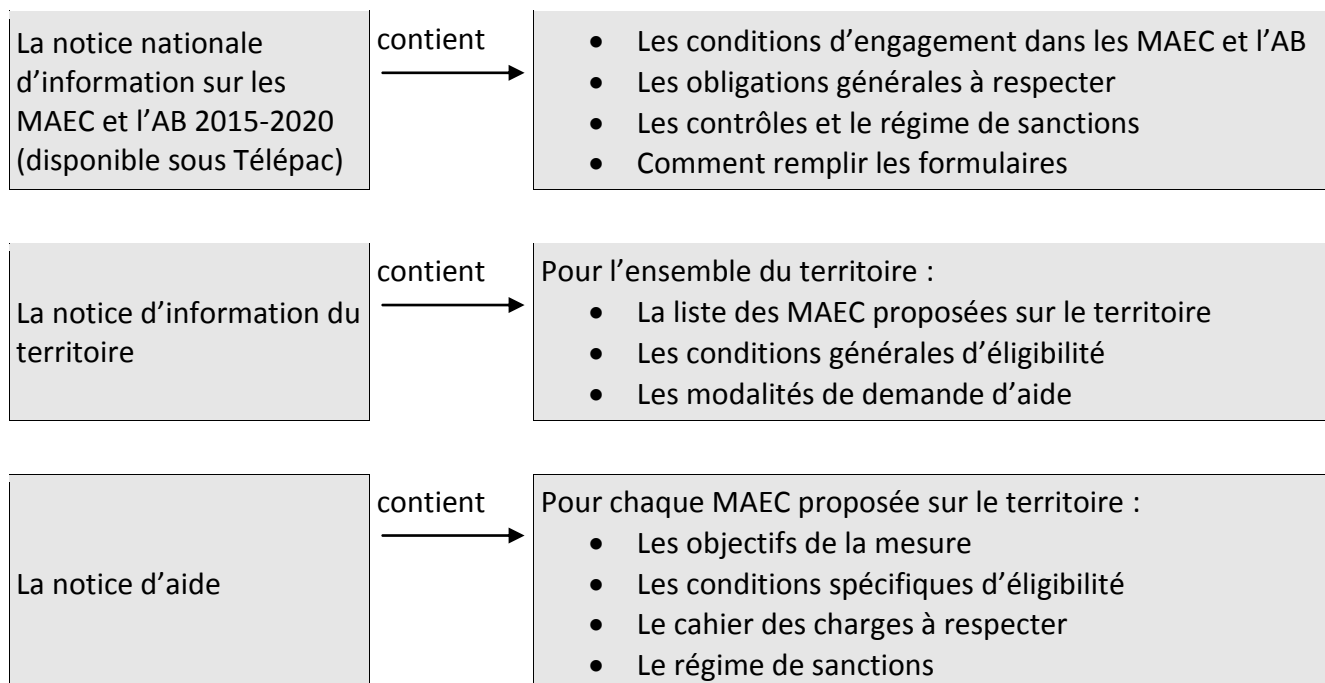 La notice nationale
d’information sur les
MAEC et l’AB 2015-2020
(disponible sous Télépac)
contient
• Les conditions d’engagement dans les MAEC et l’AB
• Les obligations générales à respecter
• Les contrôles et le régime de sanctions
• Comment remplir les formulaires
La notice d’information du
territoire
contient
Pour l’ensemble du territoire :
• La liste des MAEC proposées sur le territoire
• Les conditions générales d’éligibilité
• Les modalités de demande d’aide
La notice d’aide
contient
Pour chaque MAEC proposée sur le territoire :
• Les objectifs de la mesure
• Les conditions spécifiques d’éligibilité
• Le cahier des charges à respecter
• Le régime de sanctions